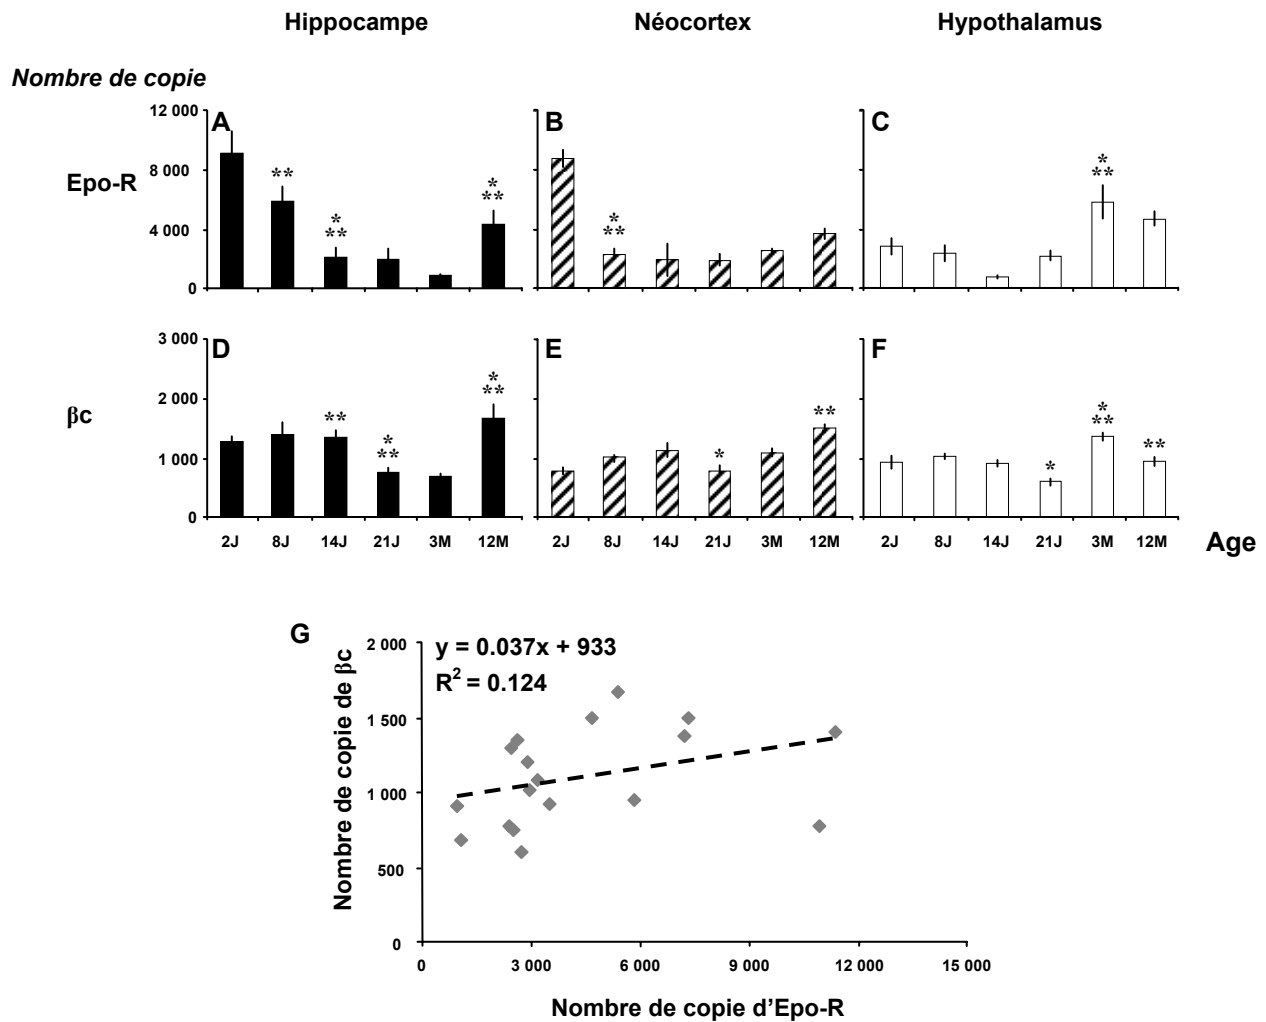 Hippocampe Néocortex Hypothalamus
Nombre de copie
Epo-R
12 000
8 000
4 000
0
A
**
*
**
*
**
B
*
**
C
*
**
βc
3 000
2 000
1 000
0
D
**
*
**
*
**
E
*
**
F
*
*
**
**
2J 8J 14J 21J 3M 12M 2J 8J 14J 21J 3M 12M 2J 8J 14J 21J 3M 12M Age
G
Nombre de copie de βc
2 000
1 500
1 000
500
0
y = 0.037x + 933
R2 = 0.124
0 3 000 6 000 9 000 12 000 15 000
Nombre de copie d’Epo-R